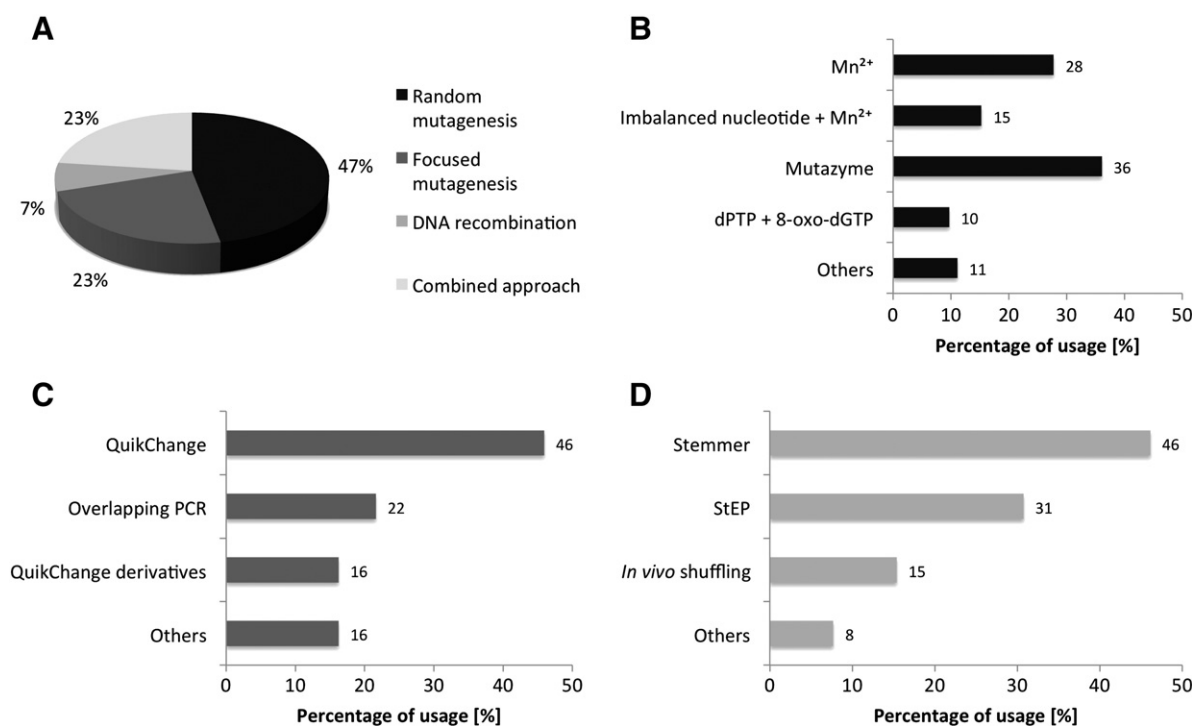 A
23%
47%
7%
23%
Random
mutagenesis
Focused
mutagenesis
DNA recombination
Combined approach
B
Mn²⁺ 28
Imbalanced nucleotide + Mn²⁺ 15
Mutazyme 36
dPTP + 8-oxo-dGTP 10
Others 11
0 10 20 30 40 50
Percentage of usage [%]
C
QuikChange 46
Overlapping PCR 22
QuikChange derivatives 16
Others 16
0 10 20 30 40 50
Percentage of usage [%]
D
Stemmer 46
StEP 31
In vivo shuffling 15
Others 8
0 10 20 30 40 50
Percentage of usage [%]